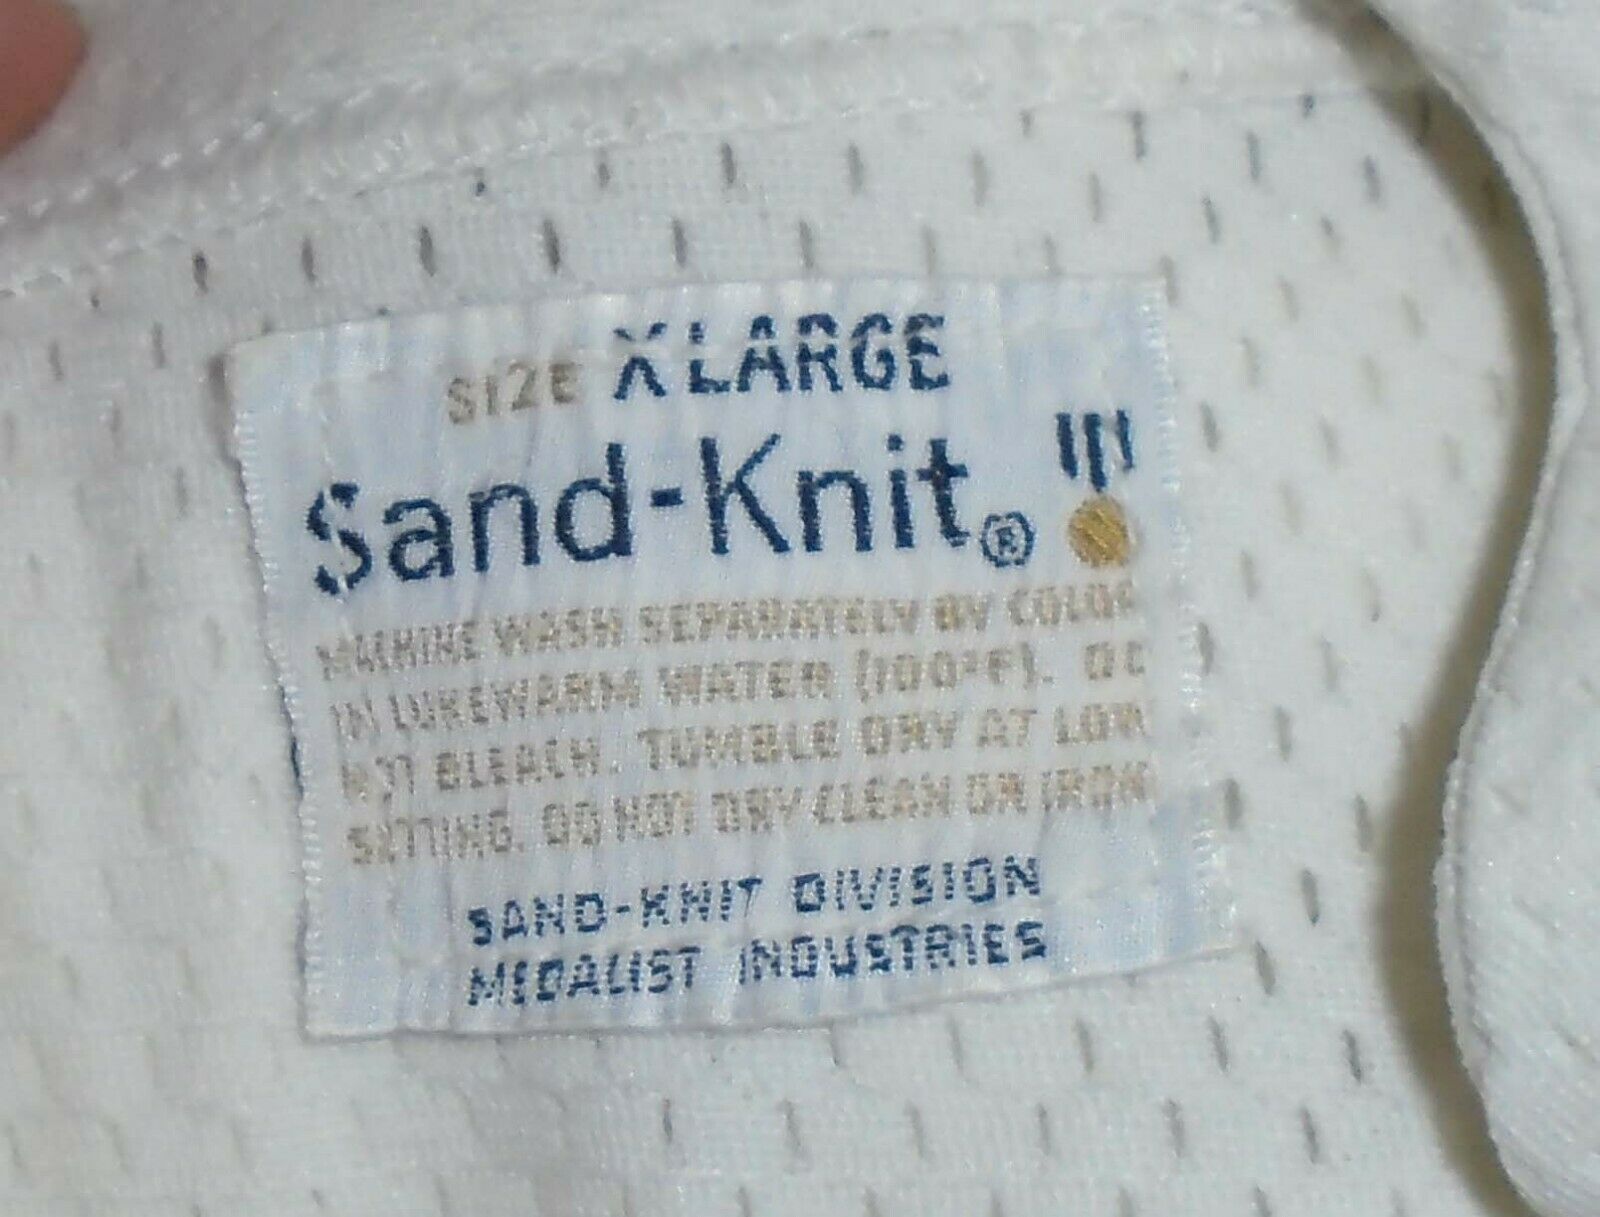 SIZE X LARGE
Sand-Knit®
MACHINE WASH SEPARATELY BY COLOR
IN LUKEWARM WATER (100°F). DO
NOT BLEACH. TUMBLE DRY AT LOW
SETTING. DO NOT DRY CLEAN OR IRON
SAND-KNIT DIVISION
MEDALIST INDUSTRIES